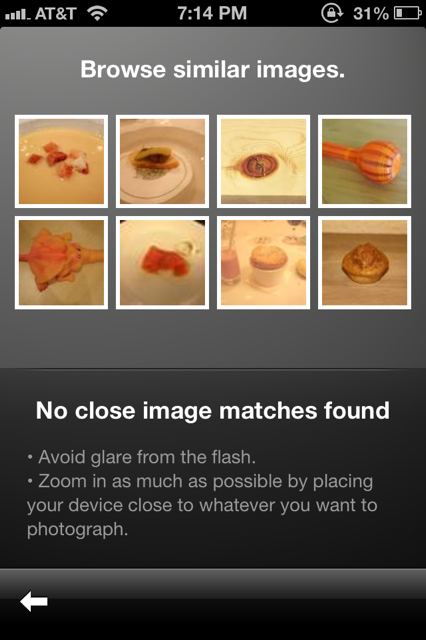 AT&T 7:14 PM 31%
Browse similar images.
No close image matches found
• Avoid glare from the flash.
• Zoom in as much as possible by placing
your device close to whatever you want to
photograph.